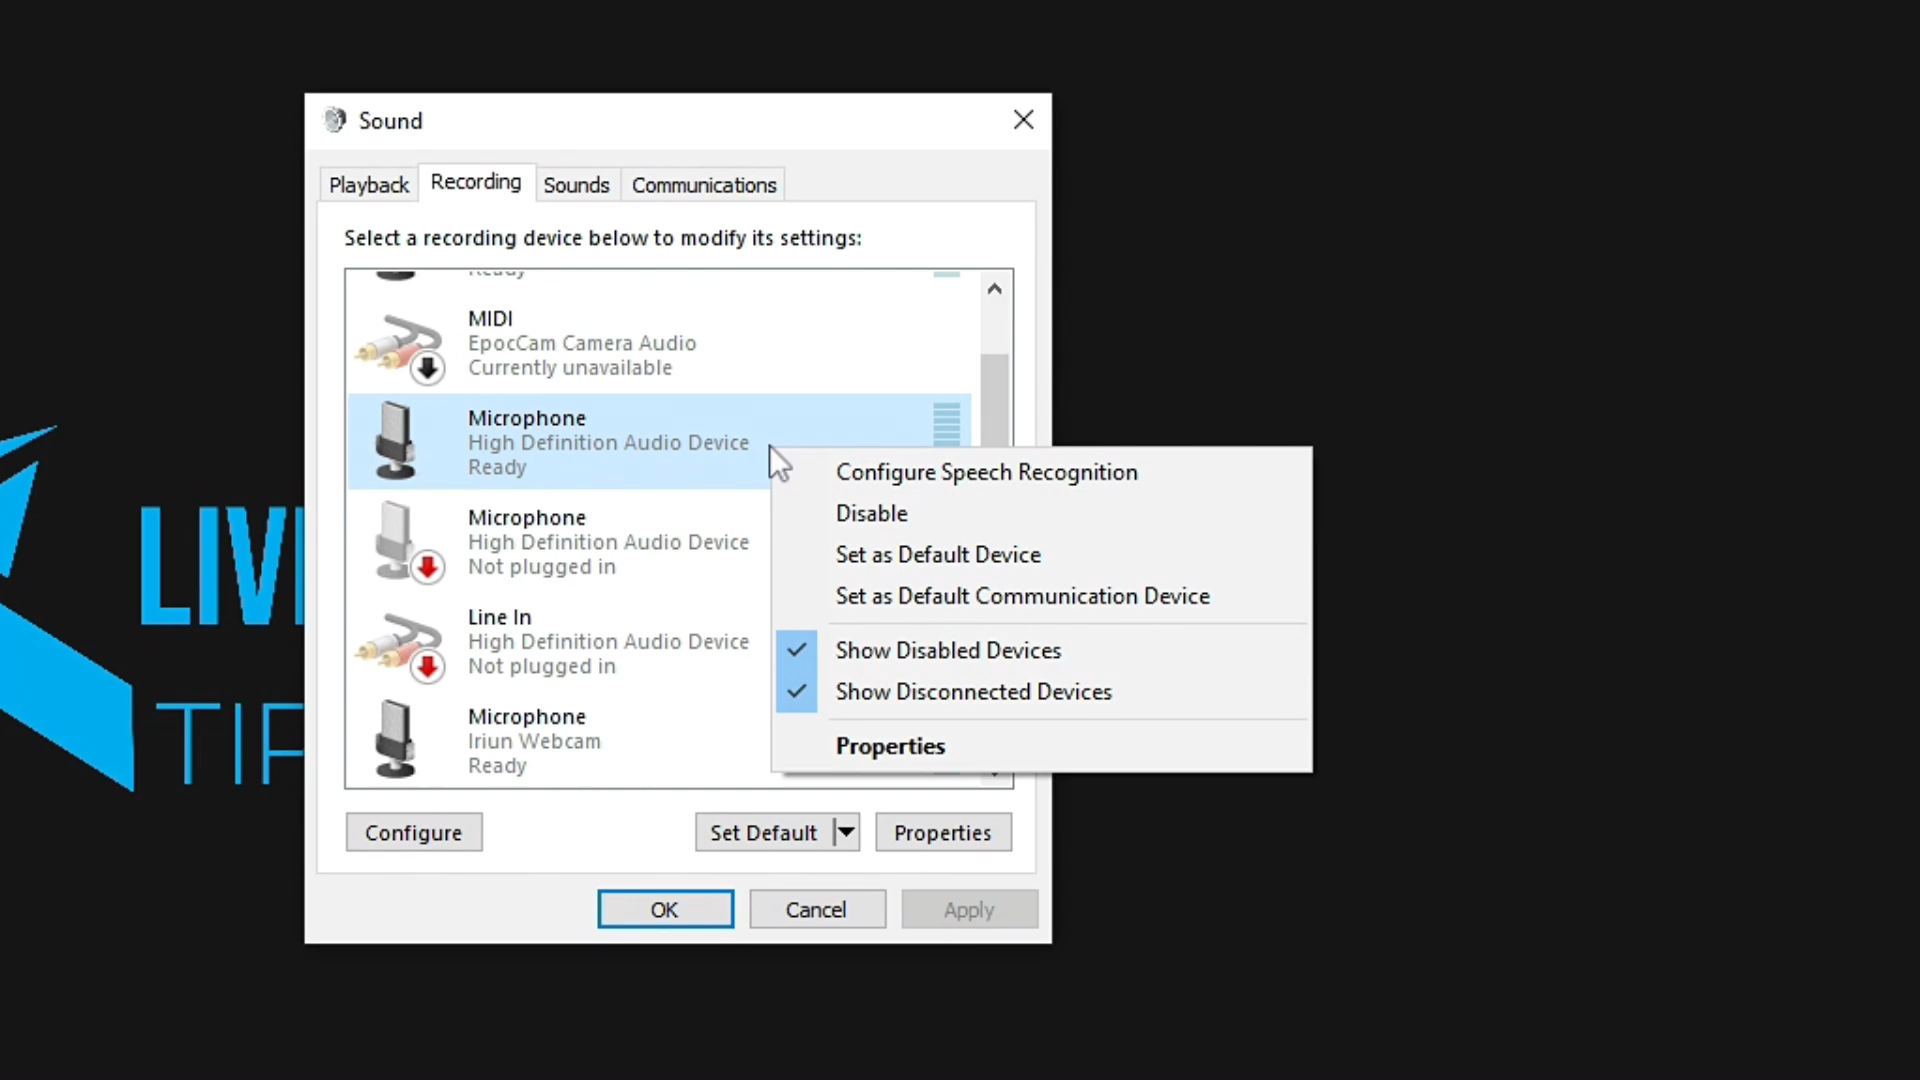 Sound
Playback
Recording
Sounds
Communications
Select a recording device below to modify its settings:
Ready
MIDI
EpocCam Camera Audio
Currently unavailable
Microphone
High Definition Audio Device
Ready
Microphone
High Definition Audio Device
Not plugged in
Line In
High Definition Audio Device
Not plugged in
Microphone
Iriun Webcam
Ready
Configure Speech Recognition
Disable
Set as Default Device
Set as Default Communication Device
Show Disabled Devices
Show Disconnected Devices
Properties
Configure
Set Default
Properties
OK
Cancel
Apply